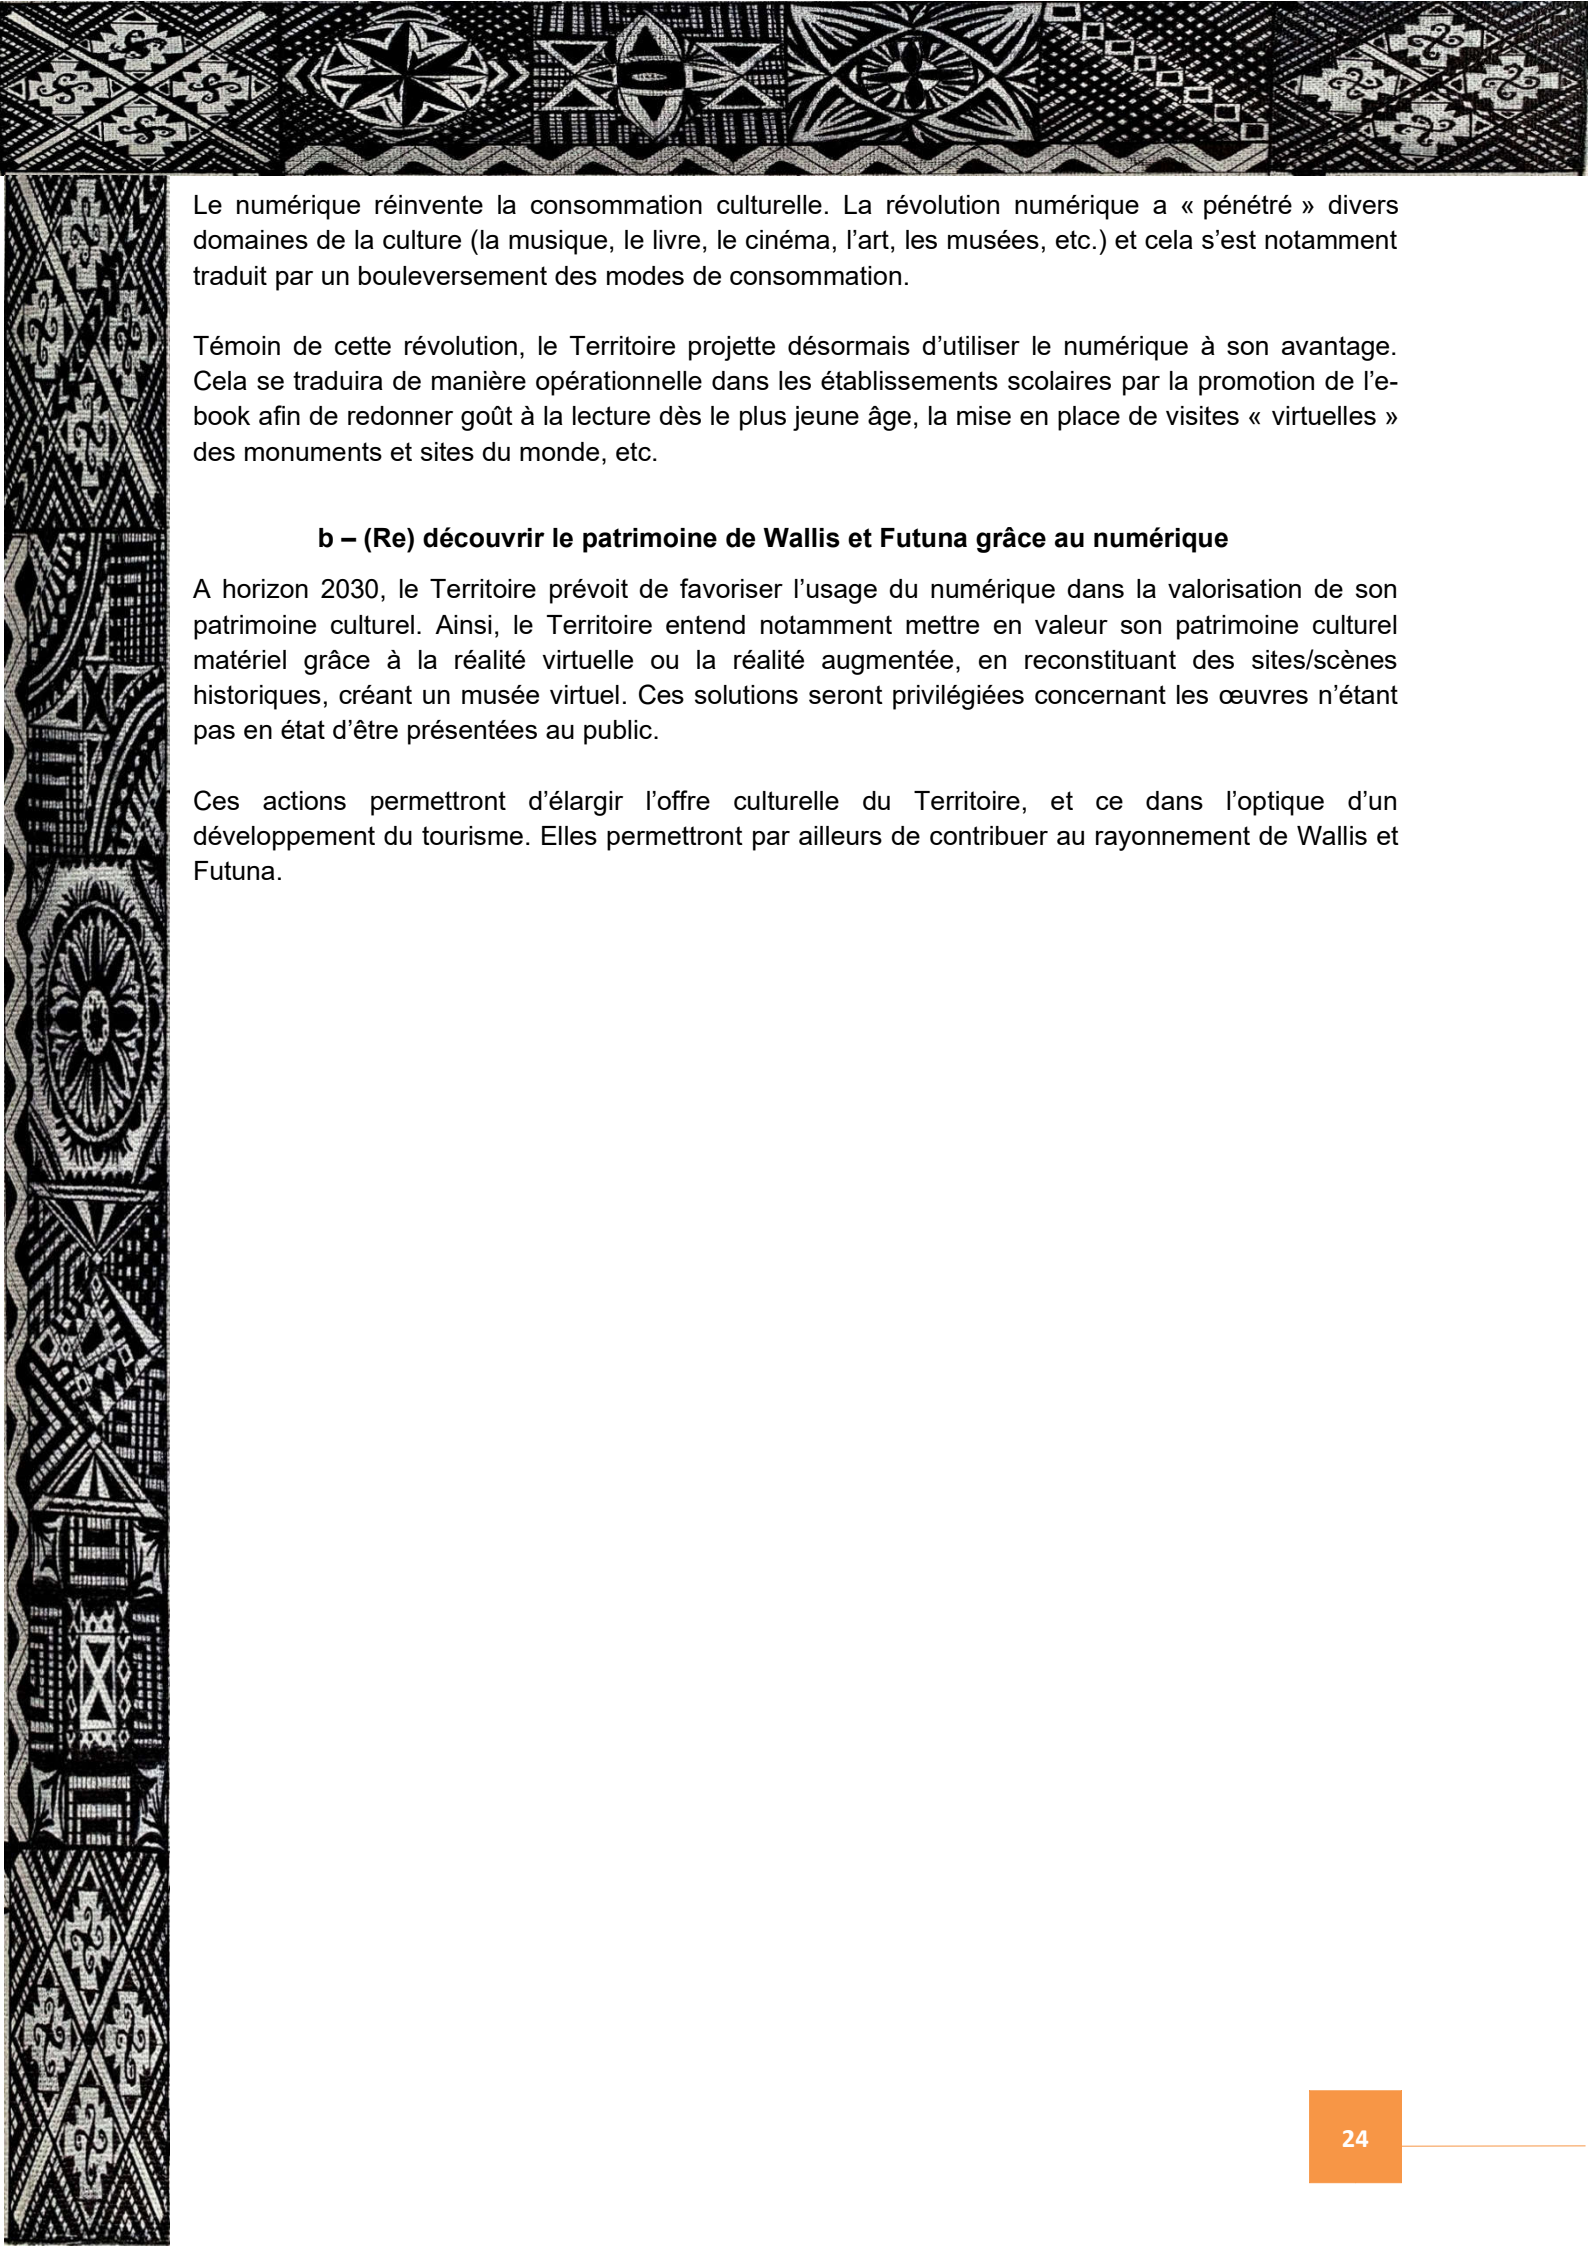 Le numérique réinvente la consommation culturelle. La révolution numérique a « pénétré » divers
domaines de la culture (la musique, le livre, le cinéma, l’art, les musées, etc.) et cela s’est notamment
traduit par un bouleversement des modes de consommation.
Témoin de cette révolution, le Territoire projette désormais d’utiliser le numérique à son avantage.
Cela se traduira de manière opérationnelle dans les établissements scolaires par la promotion de l’e-
book afin de redonner goût à la lecture dès le plus jeune âge, la mise en place de visites « virtuelles »
des monuments et sites du monde, etc.
b – (Re) découvrir le patrimoine de Wallis et Futuna grâce au numérique
A horizon 2030, le Territoire prévoit de favoriser l’usage du numérique dans la valorisation de son
patrimoine culturel. Ainsi, le Territoire entend notamment mettre en valeur son patrimoine culturel
matériel grâce à la réalité virtuelle ou la réalité augmentée, en reconstituant des sites/scènes
historiques, créant un musée virtuel. Ces solutions seront privilégiées concernant les œuvres n’étant
pas en état d’être présentées au public.
Ces actions permettront d’élargir l’offre culturelle du Territoire, et ce dans l’optique d’un
développement du tourisme. Elles permettront par ailleurs de contribuer au rayonnement de Wallis et
Futuna.
24